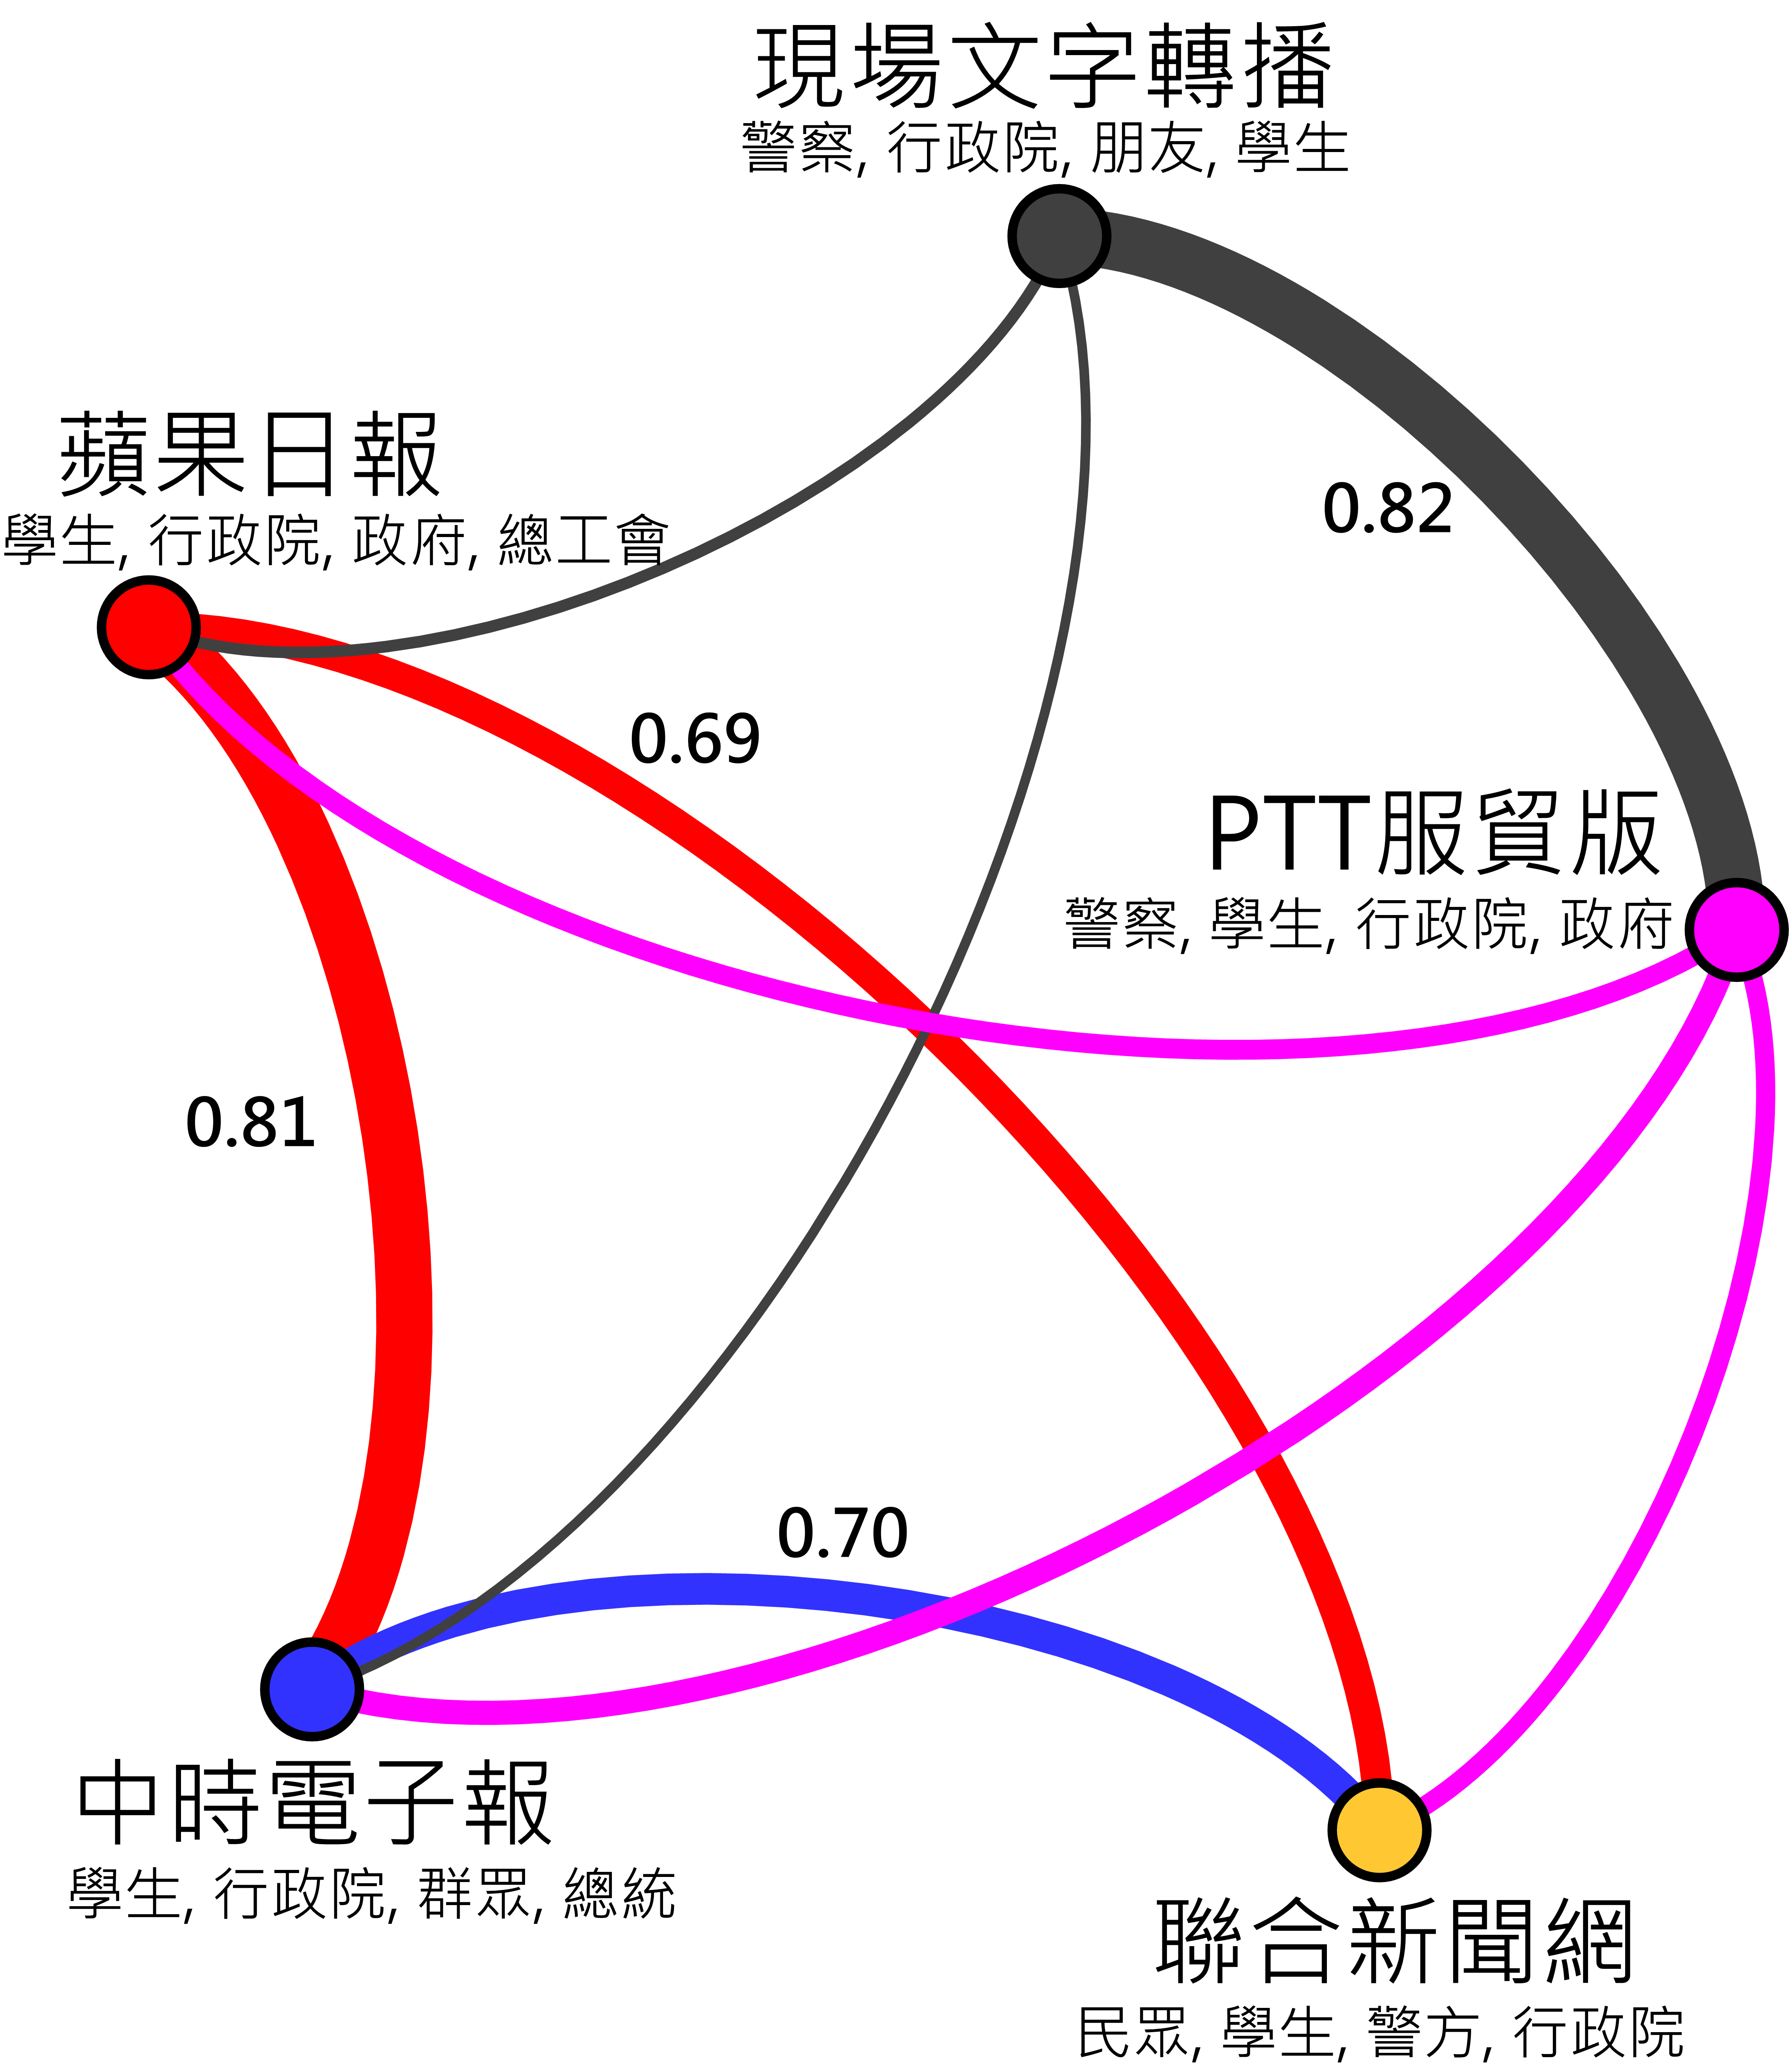 現場文字轉播
警察, 行政院, 朋友, 學生
蘋果日報
學生, 行政院, 政府, 總工會
0.82
0.69
PTT服貿版
警察, 學生, 行政院, 政府
0.81
0.70
中時電子報
學生, 行政院, 群眾, 總統
聯合新聞網
民眾, 學生, 警方, 行政院